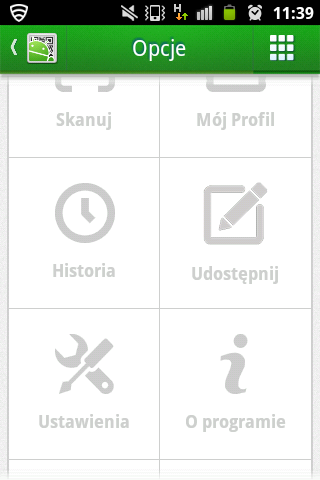 11:39
Opcje
Skanuj
Mój Profil
Historia
Udostępnij
Ustawienia
O programie